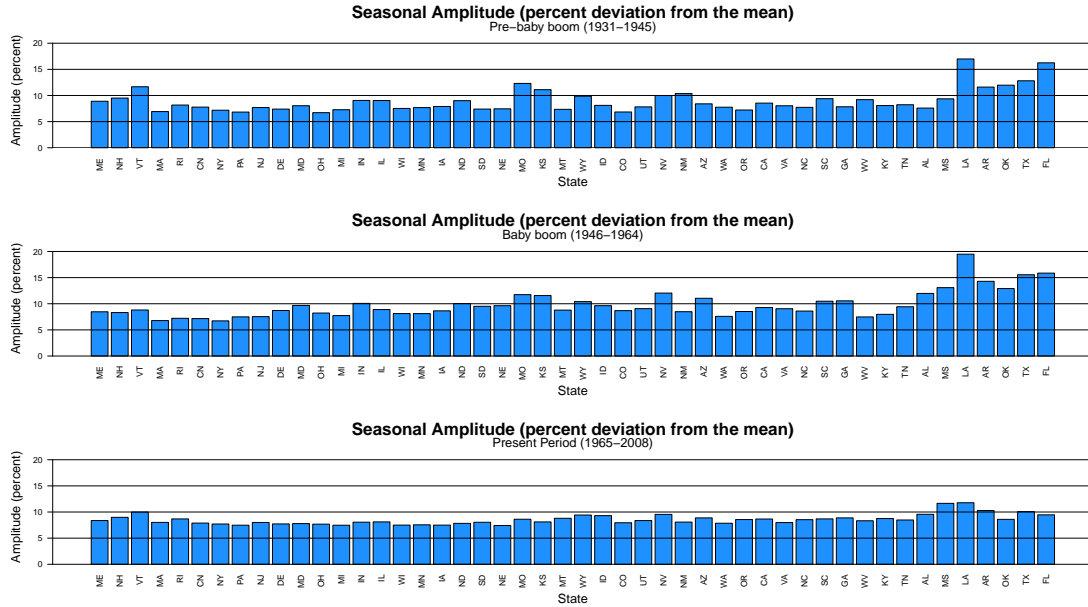 Seasonal Amplitude (percent deviation from the mean)
Pre−baby boom (1931−1945)
Amplitude (percent)
20
15
10
5
0
ME NH VT MA RI CN NY PA NJ DE MD OH MI IN IL WI MN IA ND SD NE MO KS MT WY ID CO UT NV NM AZ WA OR CA VA NC SC GA WV KY TN AL MS LA AR OK TX FL
State
Seasonal Amplitude (percent deviation from the mean)
Baby boom (1946−1964)
Amplitude (percent)
20
15
10
5
0
ME NH VT MA RI CN NY PA NJ DE MD OH MI IN IL WI MN IA ND SD NE MO KS MT WY ID CO UT NV NM AZ WA OR CA VA NC SC GA WV KY TN AL MS LA AR OK TX FL
State
Seasonal Amplitude (percent deviation from the mean)
Present Period (1965−2008)
Amplitude (percent)
20
15
10
5
0
ME NH VT MA RI CN NY PA NJ DE MD OH MI IN IL WI MN IA ND SD NE MO KS MT WY ID CO UT NV NM AZ WA OR CA VA NC SC GA WV KY TN AL MS LA AR OK TX FL
State